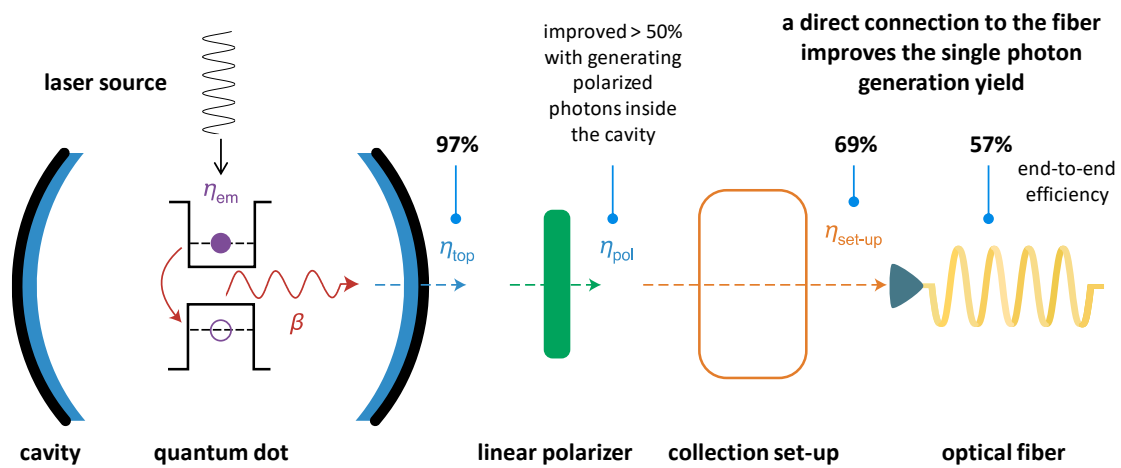 laser source
improved > 50%
with generating
polarized
photons inside
the cavity
a direct connection to the fiber
improves the single photon
generation yield
97%
69%
57%
end-to-end
efficiency
η_em
η_top
η_pol
η_set-up
β
cavity
quantum dot
linear polarizer
collection set-up
optical fiber